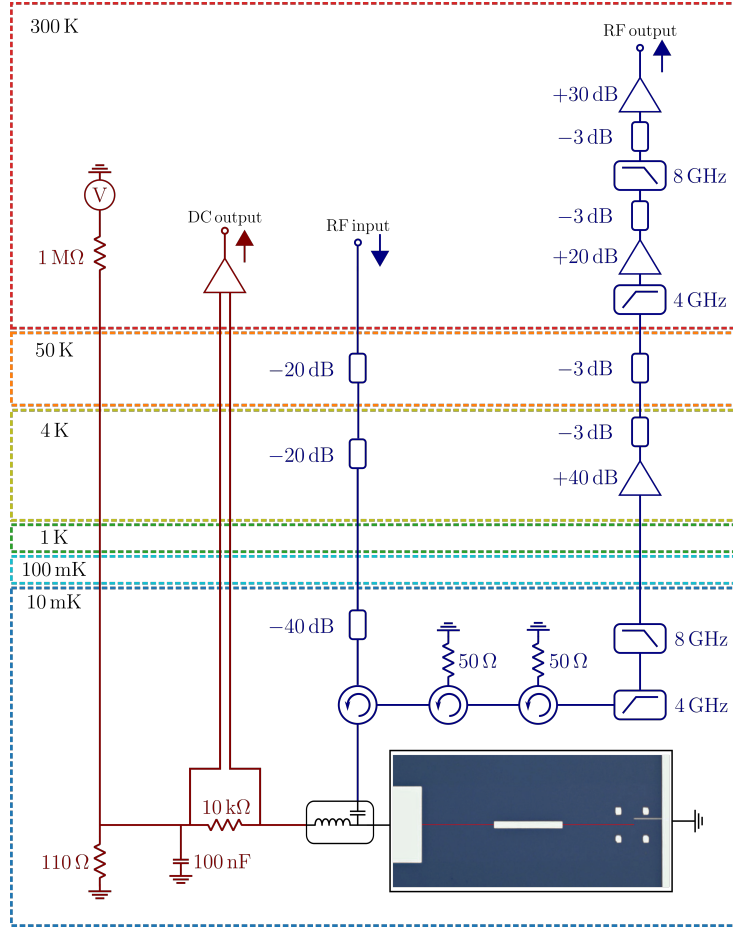 300 K
RF output
+30 dB
−3 dB
8 GHz
−3 dB
V
DC output
RF input
1 MΩ
+20 dB
4 GHz
50 K
−20 dB
−3 dB
4 K
−3 dB
−20 dB
+40 dB
1 K
100 mK
10 mK
−40 dB
50 Ω
50 Ω
8 GHz
4 GHz
10 kΩ
110 Ω
100 nF